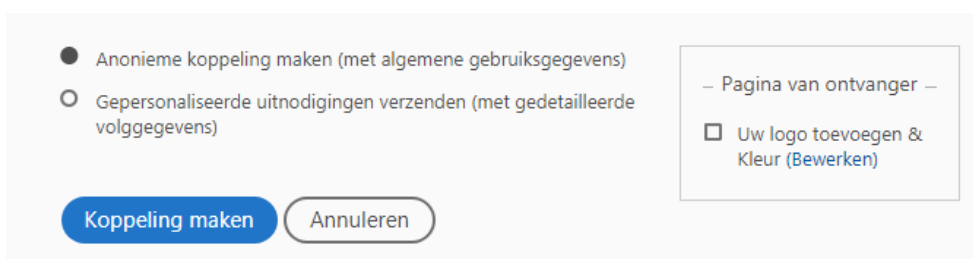 Anonieme koppeling maken (met algemene gebruiksgegevens)
Gepersonaliseerde uitnodigingen verzenden (met gedetailleerde
volggegevens)
Pagina van ontvanger
Uw logo toevoegen &
Kleur (Bewerken)
Koppeling maken
Annuleren